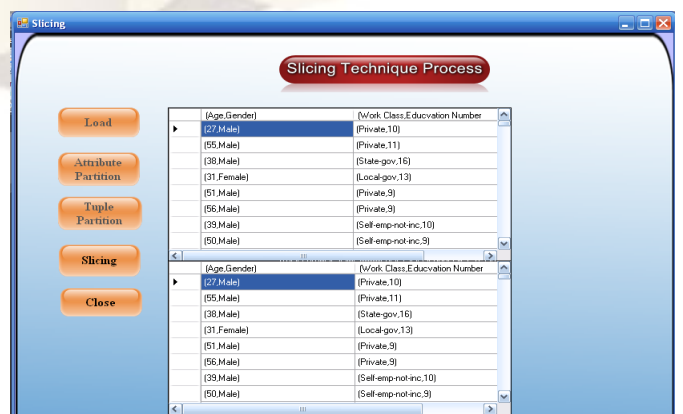 Slicing
Slicing Technique Process
Load
Attribute
Partition
Tuple
Partition
Slicing
Close
(Age,Gender) (Work Class,Educvation Number
(27,Male) (Private,10)
(55,Male) (Private,11)
(38,Male) (State-gov,16)
(31,Female) (Local-gov,13)
(51,Male) (Private,9)
(56,Male) (Private,9)
(39,Male) (Self-emp-not-inc,10)
(50,Male) (Self-emp-not-inc,9)
(Age,Gender) (Work Class,Educvation Number
(27,Male) (Private,10)
(55,Male) (Private,11)
(38,Male) (State-gov,16)
(31,Female) (Local-gov,13)
(51,Male) (Private,9)
(56,Male) (Private,9)
(39,Male) (Self-emp-not-inc,10)
(50,Male) (Self-emp-not-inc,9)